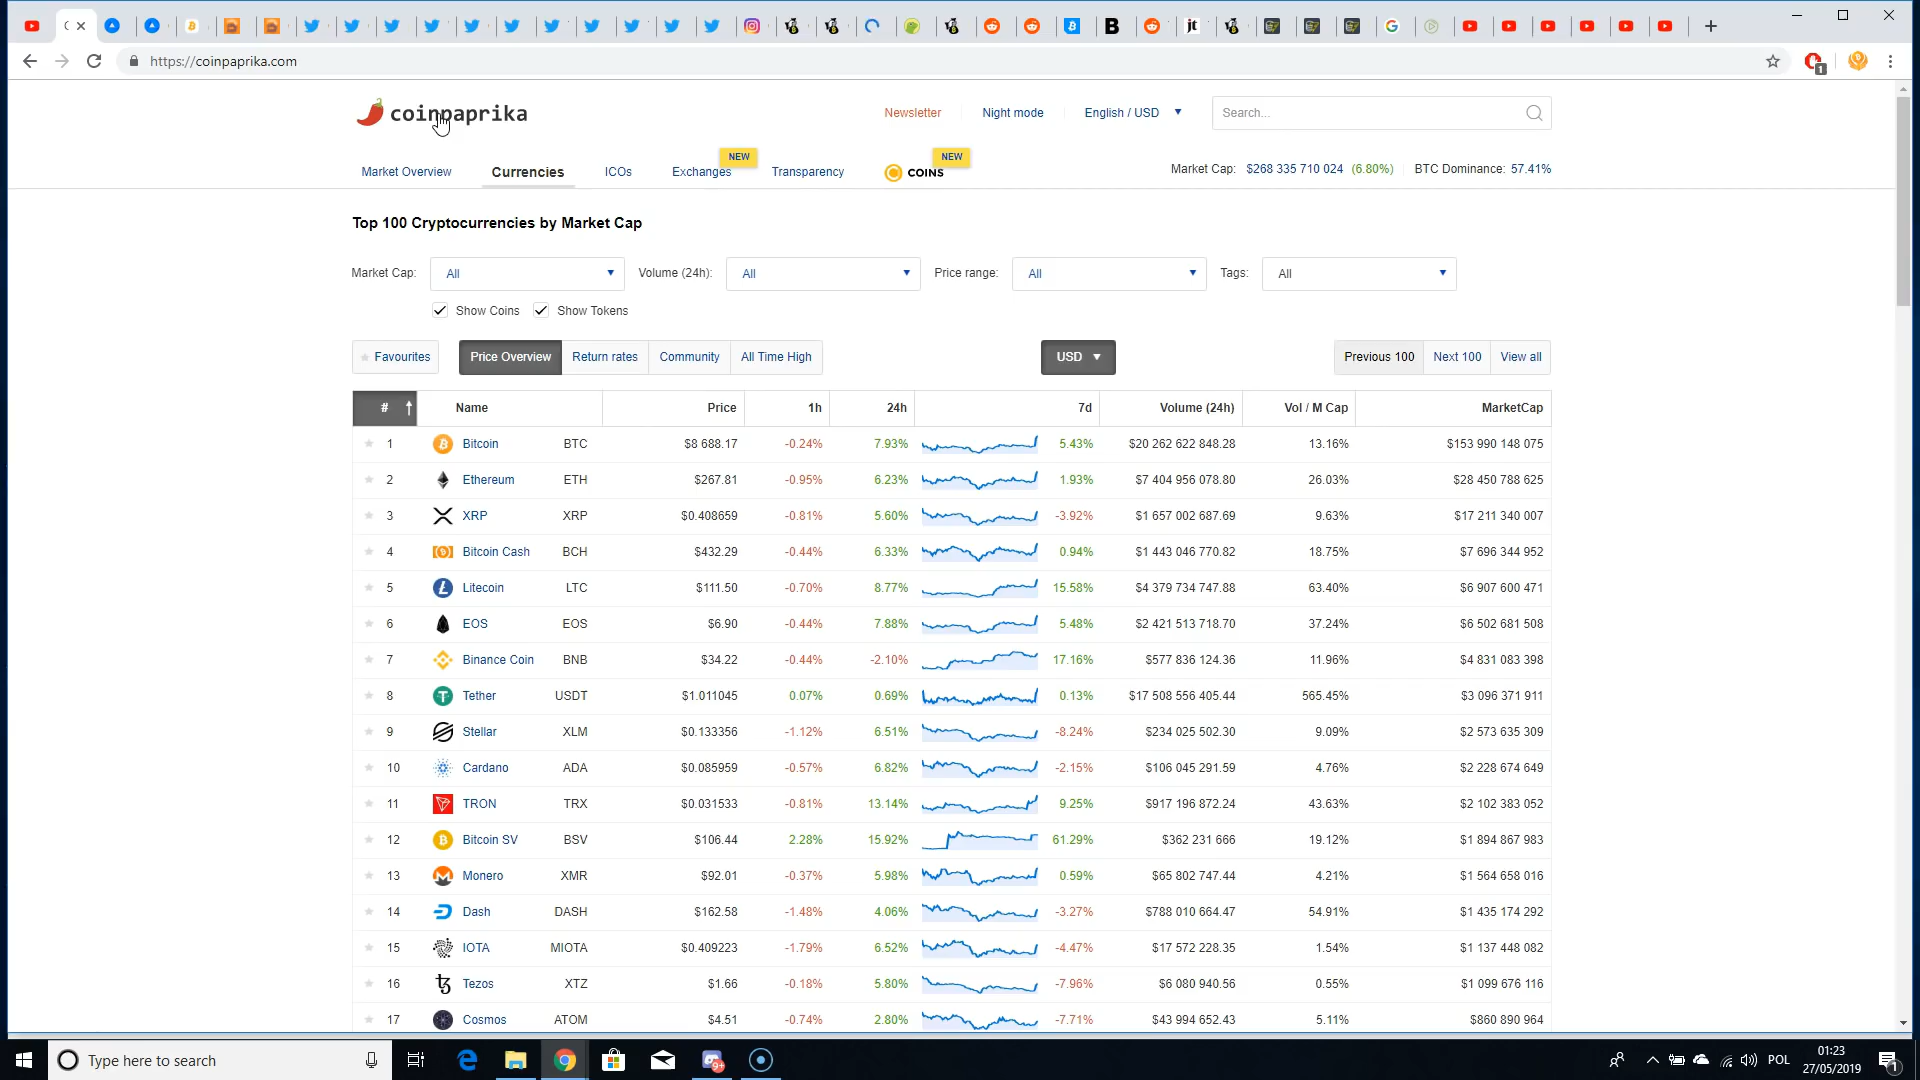 https://coinpaprika.com
1
coinpaprika
Newsletter
Night mode
English / USD
Search...
Market Overview
Currencies
ICOs
Exchanges
NEW
Transparency
COINS
NEW
Market Cap: $268 335 710 024 (6.80%)
BTC Dominance: 57.41%
Top 100 Cryptocurrencies by Market Cap
Market Cap: All
Volume (24h): All
Price range: All
Tags: All
Show Coins
Show Tokens
Favourites
Price Overview
Return rates
Community
All Time High
USD
Previous 100
Next 100
View all
# Name Price 1h 24h 7d Volume (24h) Vol / M Cap MarketCap
1 Bitcoin BTC $8 688.17 -0.24% 7.93% 5.43% $20 262 622 848.28 13.16% $153 990 148 075
2 Ethereum ETH $267.81 -0.95% 6.23% 1.93% $7 404 956 078.80 26.03% $28 450 788 625
3 XRP XRP $0.408659 -0.81% 5.60% -3.92% $1 657 002 687.69 9.63% $17 211 340 007
4 Bitcoin Cash BCH $432.29 -0.44% 6.33% 0.94% $1 443 046 770.82 18.75% $7 696 344 952
5 Litecoin LTC $111.50 -0.70% 8.77% 15.58% $4 379 734 747.88 63.40% $6 907 600 471
6 EOS EOS $6.90 -0.44% 7.88% 5.48% $2 421 513 718.70 37.24% $6 502 681 508
7 Binance Coin BNB $34.22 -0.44% -2.10% 17.16% $577 836 124.36 11.96% $4 831 083 398
8 Tether USDT $1.011045 0.07% 0.69% 0.13% $17 508 556 405.44 565.45% $3 096 371 911
9 Stellar XLM $0.133356 -1.12% 6.51% -8.24% $234 025 502.30 9.09% $2 573 635 309
10 Cardano ADA $0.085959 -0.57% 6.82% -2.15% $106 045 291.59 4.76% $2 228 674 649
11 TRON TRX $0.031533 -0.81% 13.14% 9.25% $917 196 872.24 43.63% $2 102 383 052
12 Bitcoin SV BSV $106.44 2.28% 15.92% 61.29% $362 231 666 19.12% $1 894 867 983
13 Monero XMR $92.01 -0.37% 5.98% 0.59% $65 802 747.44 4.21% $1 564 658 016
14 Dash DASH $162.58 -1.48% 4.06% -3.27% $788 010 664.47 54.91% $1 435 174 292
15 IOTA MIOTA $0.409223 -1.79% 6.52% -4.47% $17 572 228.35 1.54% $1 137 448 082
16 Tezos XTZ $1.66 -0.18% 5.80% -7.96% $6 080 940.56 0.55% $1 099 676 116
17 Cosmos ATOM $4.51 -0.74% 2.80% -7.71% $43 994 652.43 5.11% $860 890 964
Type here to search
9+
POL
01:23
27/05/2019
1